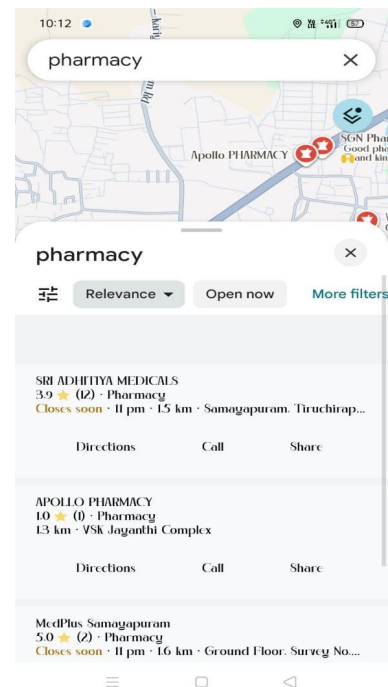 10:12
pharmacy
m Rd
Apollo PHARMACY
SGN Phar
Good pha
and kin
pharmacy
Relevance
Open now
More filters
SRI ADHITIYA MEDICALS
3.9 ⭐ (12) · Pharmacy
Closes soon · 11 pm · 1.5 km · Samayapuram, Tiruchirap...
Directions Call Share
APOLLO PHARMACY
1.0 ⭐ (1) · Pharmacy
1.3 km · VSK Jayanthi Complex
Directions Call Share
MedPlus Samayapuram
5.0 ⭐ (2) · Pharmacy
Closes soon · 11 pm · 1.6 km · Ground Floor, Survey No....